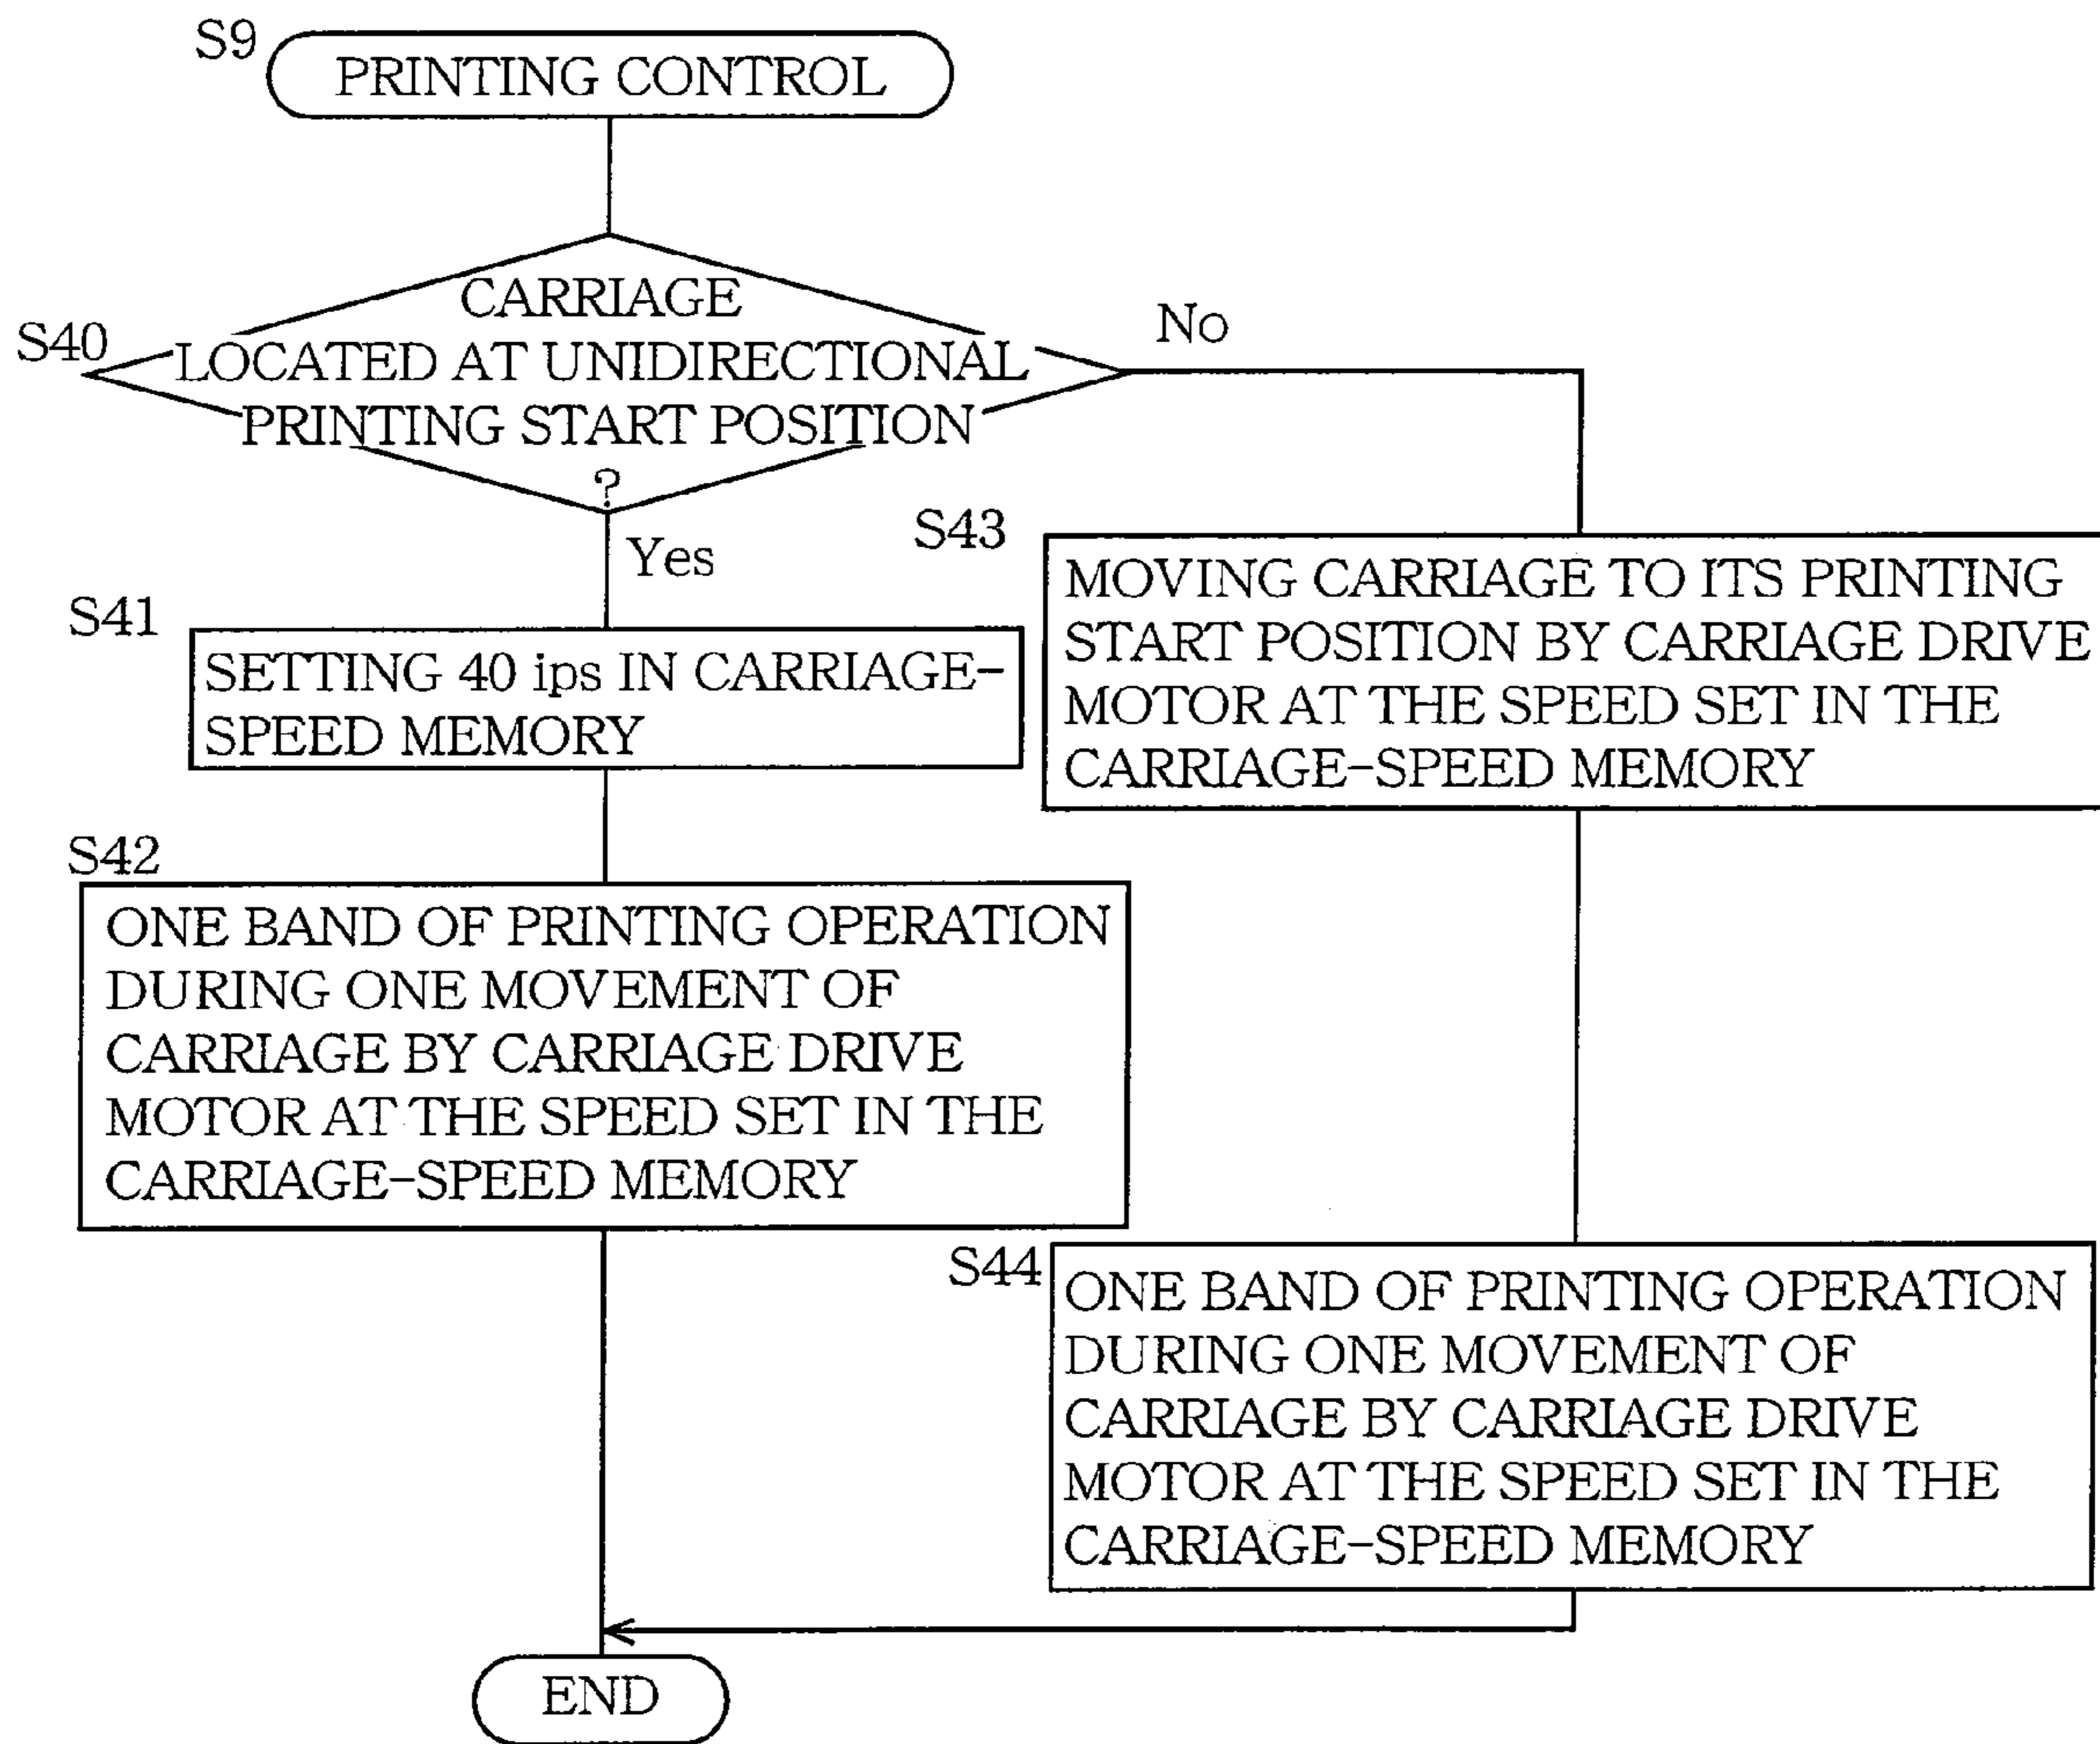 S9
PRINTING CONTROL
S40
CARRIAGE
LOCATED AT UNIDIRECTIONAL
PRINTING START POSITION
?
No
Yes
S41
SETTING 40 ips IN CARRIAGE-
SPEED MEMORY
S42
ONE BAND OF PRINTING OPERATION
DURING ONE MOVEMENT OF
CARRIAGE BY CARRIAGE DRIVE
MOTOR AT THE SPEED SET IN THE
CARRIAGE-SPEED MEMORY
S43
MOVING CARRIAGE TO ITS PRINTING
START POSITION BY CARRIAGE DRIVE
MOTOR AT THE SPEED SET IN THE
CARRIAGE-SPEED MEMORY
S44
ONE BAND OF PRINTING OPERATION
DURING ONE MOVEMENT OF
CARRIAGE BY CARRIAGE DRIVE
MOTOR AT THE SPEED SET IN THE
CARRIAGE-SPEED MEMORY
END